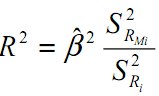 R² = β̂² S²_{R_{Mi}} / S²_{R_i}